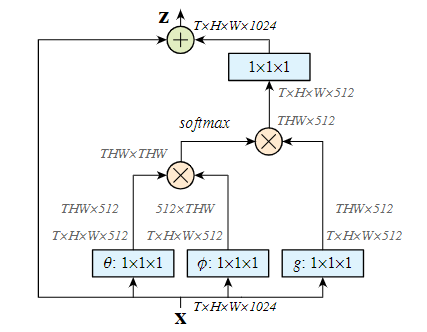 z
T×H×W×1024
+
1×1×1
T×H×W×512
softmax
THW×512
×
THW×THW
×
THW×512
512×THW
THW×512
T×H×W×512
T×H×W×512
T×H×W×512
θ: 1×1×1
ϕ: 1×1×1
g: 1×1×1
x
T×H×W×1024